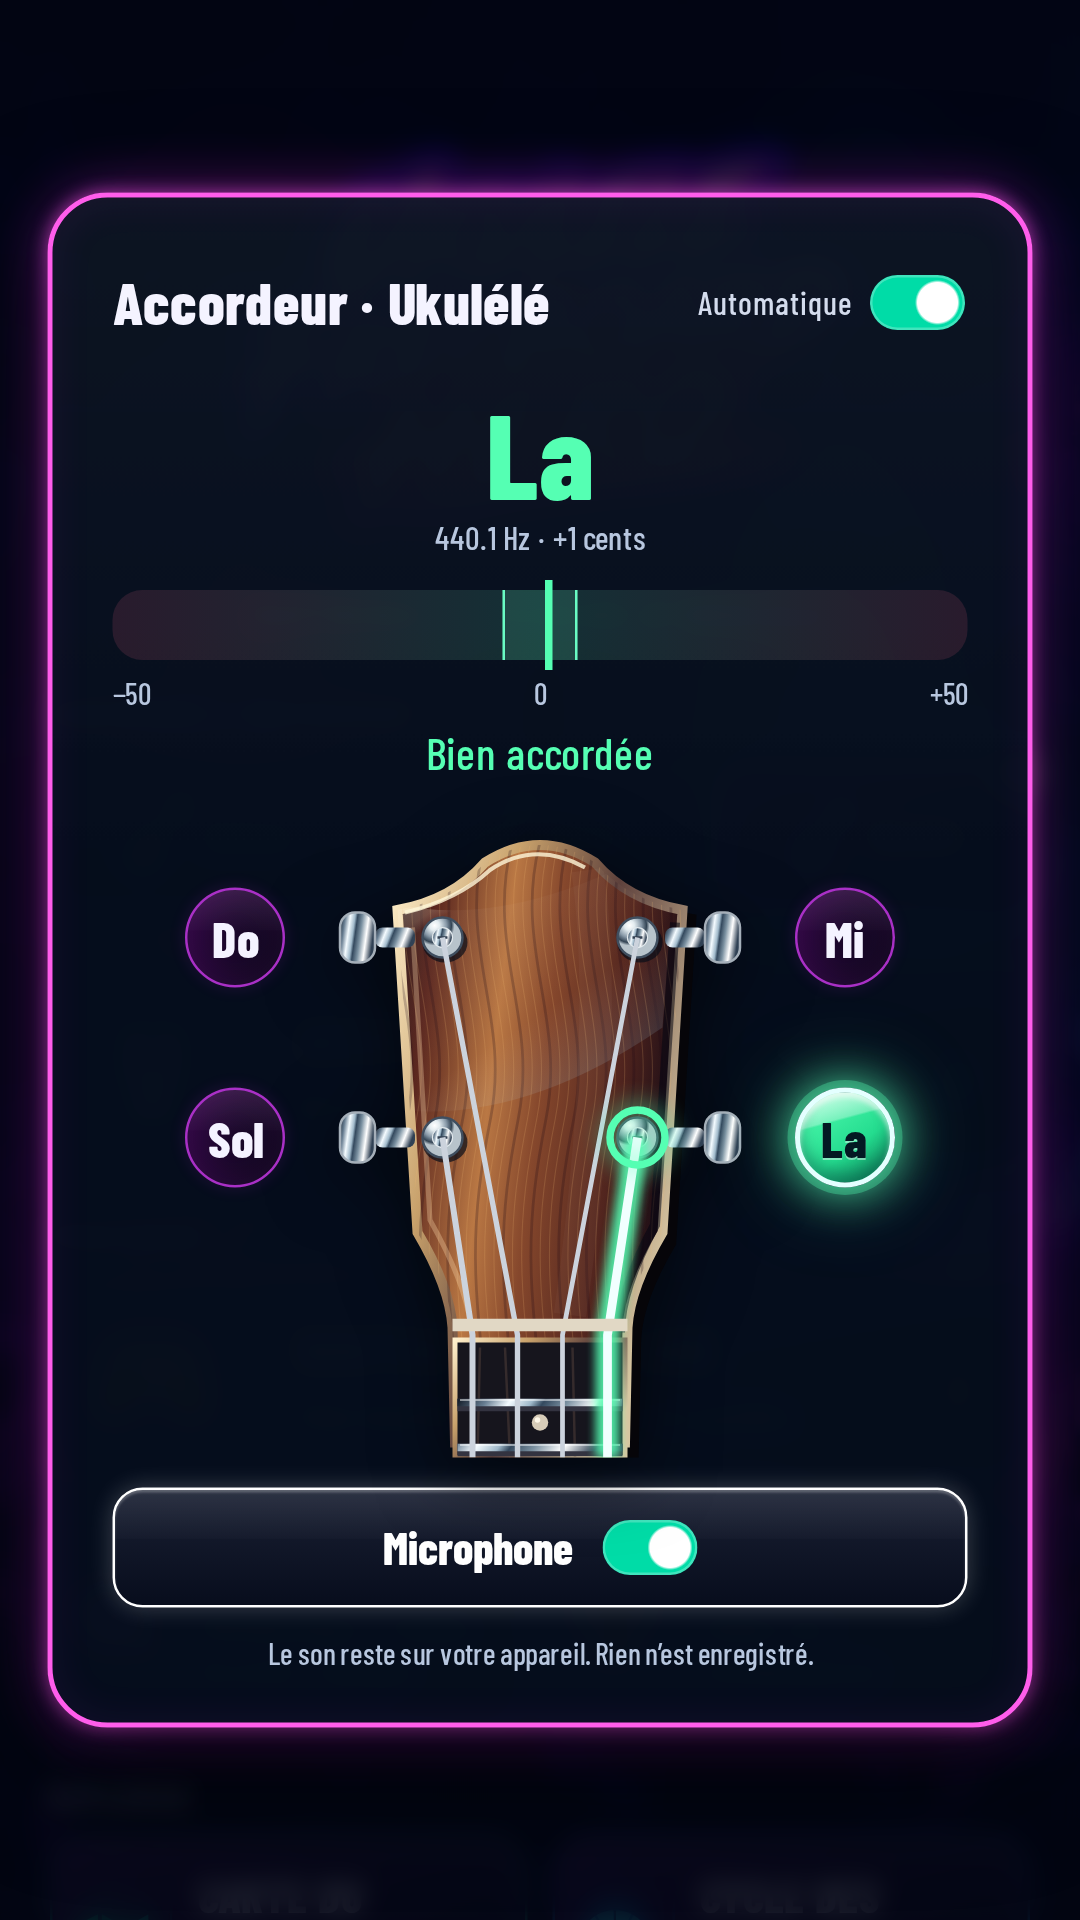 Accordeur · Ukulélé
Automatique
La
440.1 Hz · +1 cents
–50
0
+50
Bien accordée
Do
Mi
Sol
La
Microphone
Le son reste sur votre appareil. Rien n’est enregistré.